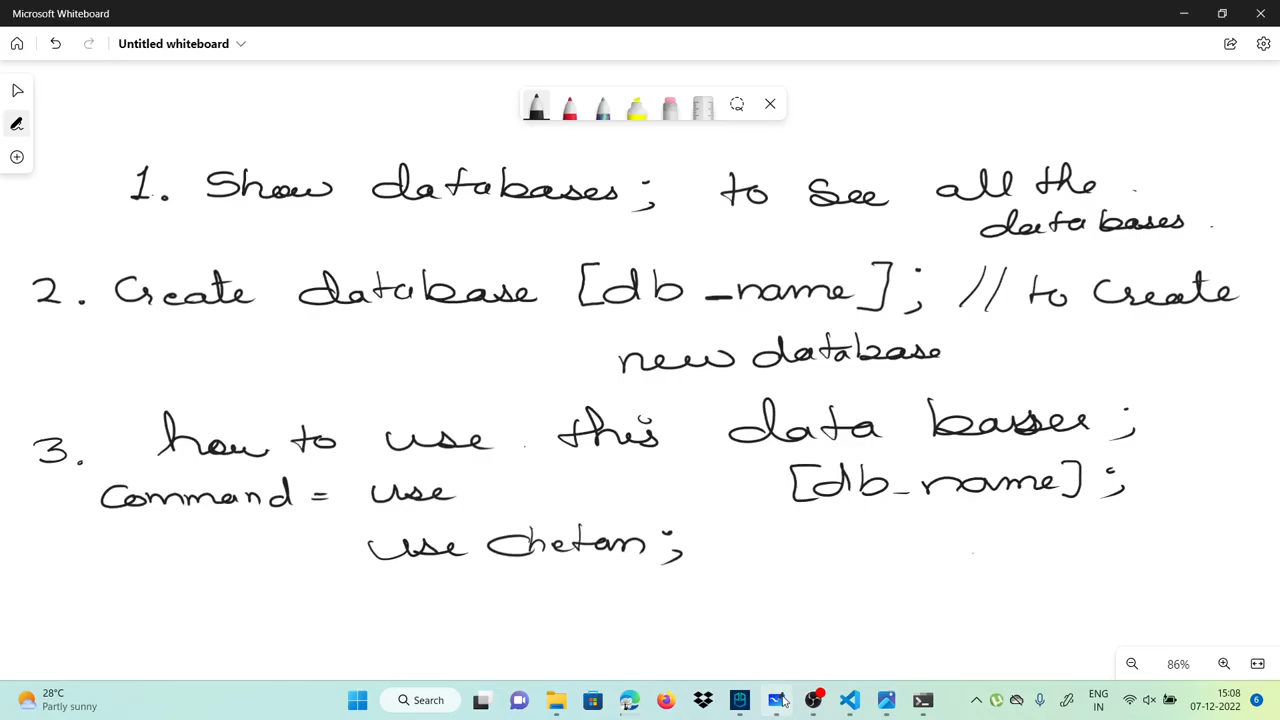 Microsoft Whiteboard
Untitled whiteboard
1. Show databases; to see all the
databases.
2. Create database [db_name]; // to create
new database
3. how to use this data bases;
Command = use [db_name];
use chetan;
86%
28°C
Partly sunny
Search
ENG
IN
15:08
07-12-2022
6